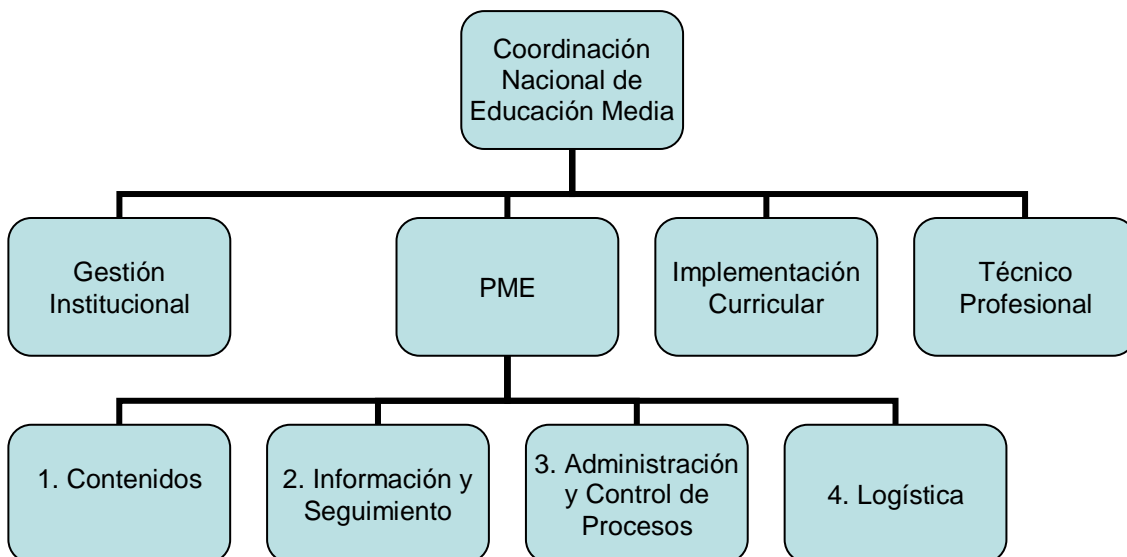 Coordinación
Nacional de
Educación Media
Gestión
Institucional
PME
Implementación
Curricular
Técnico
Profesional
1. Contenidos
2. Información y
Seguimiento
3. Administración
y Control de
Procesos
4. Logística